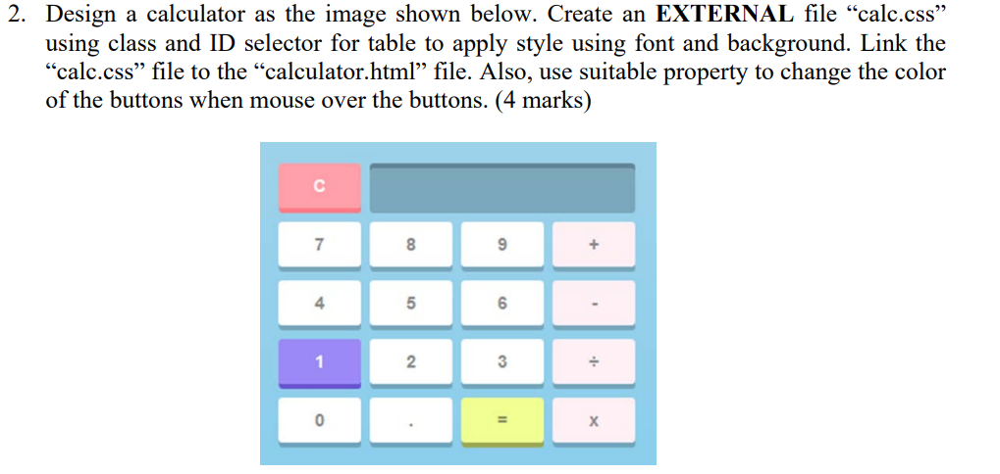 2. Design a calculator as the image shown below. Create an EXTERNAL file “calc.css”
using class and ID selector for table to apply style using font and background. Link the
“calc.css” file to the “calculator.html” file. Also, use suitable property to change the color
of the buttons when mouse over the buttons. (4 marks)
C
7 8 9 +
4 5 6 -
1 2 3 ÷
0 . = x